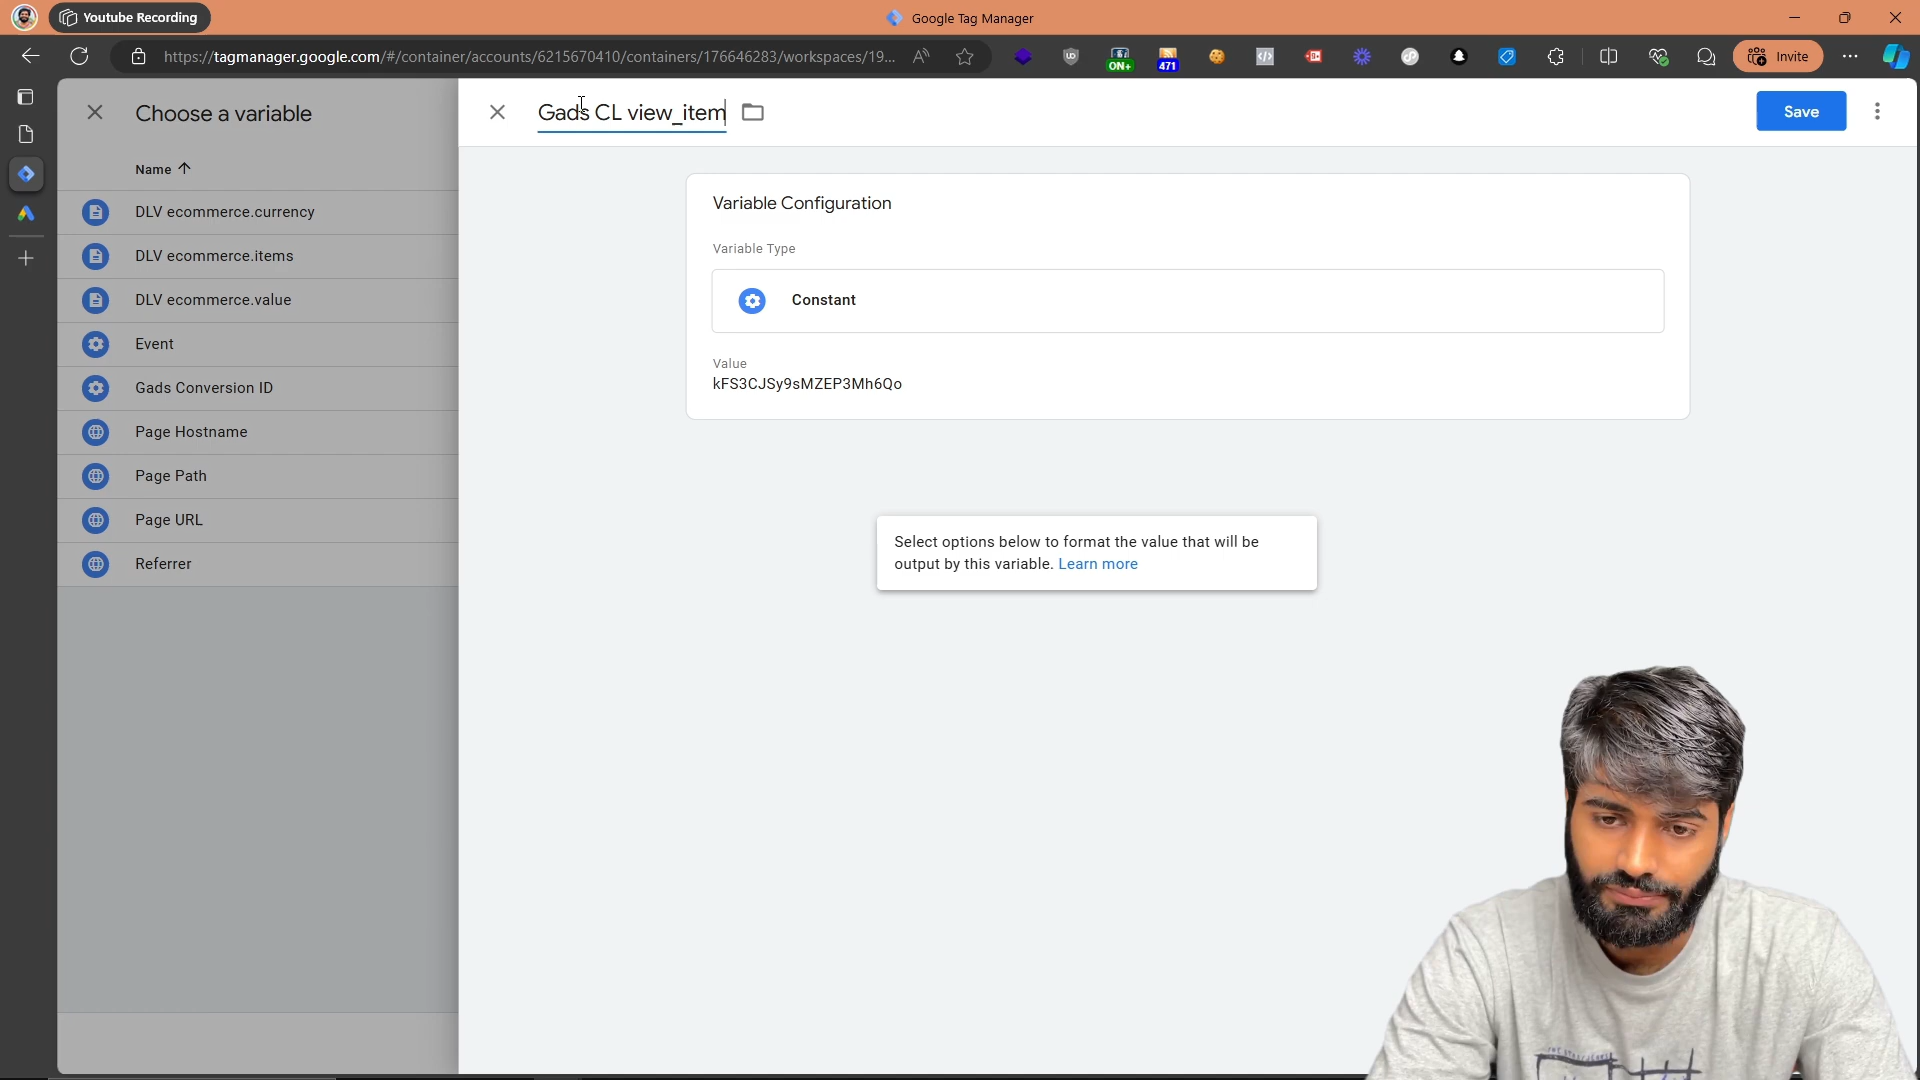 Youtube Recording
Google Tag Manager
https://tagmanager.google.com/#/container/accounts/6215670410/containers/176646283/workspaces/19...
ON+
471
Invite
Choose a variable
Gads CL view_item
Save
Name
DLV ecommerce.currency
DLV ecommerce.items
DLV ecommerce.value
Event
Gads Conversion ID
Page Hostname
Page Path
Page URL
Referrer
Variable Configuration
Variable Type
Constant
Value
kFS3CJSy9sMZEP3Mh6Qo
Select options below to format the value that will be
output by this variable. Learn more